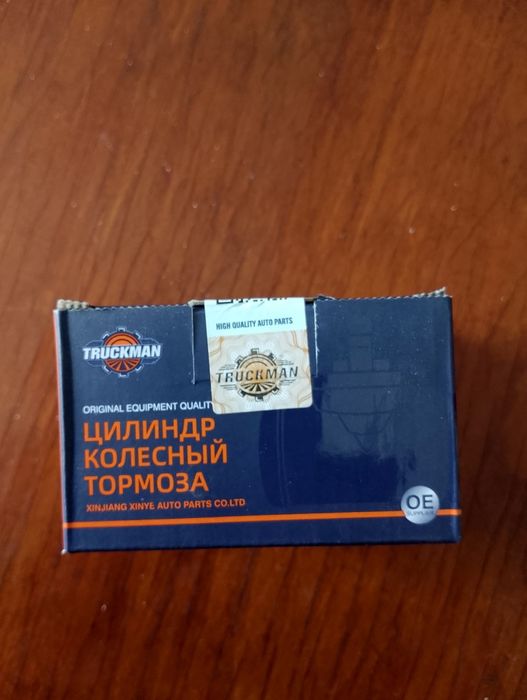 HIGH QUALITY AUTO PARTS
TRUCKMAN
TRUCKMAN
ORIGINAL EQUIPMENT QUALIT
ЦИЛИНДР
КОЛЕСНЫЙ
ТОРМОЗА
XINJIANG XINYE AUTO PARTS CO.LTD
OE